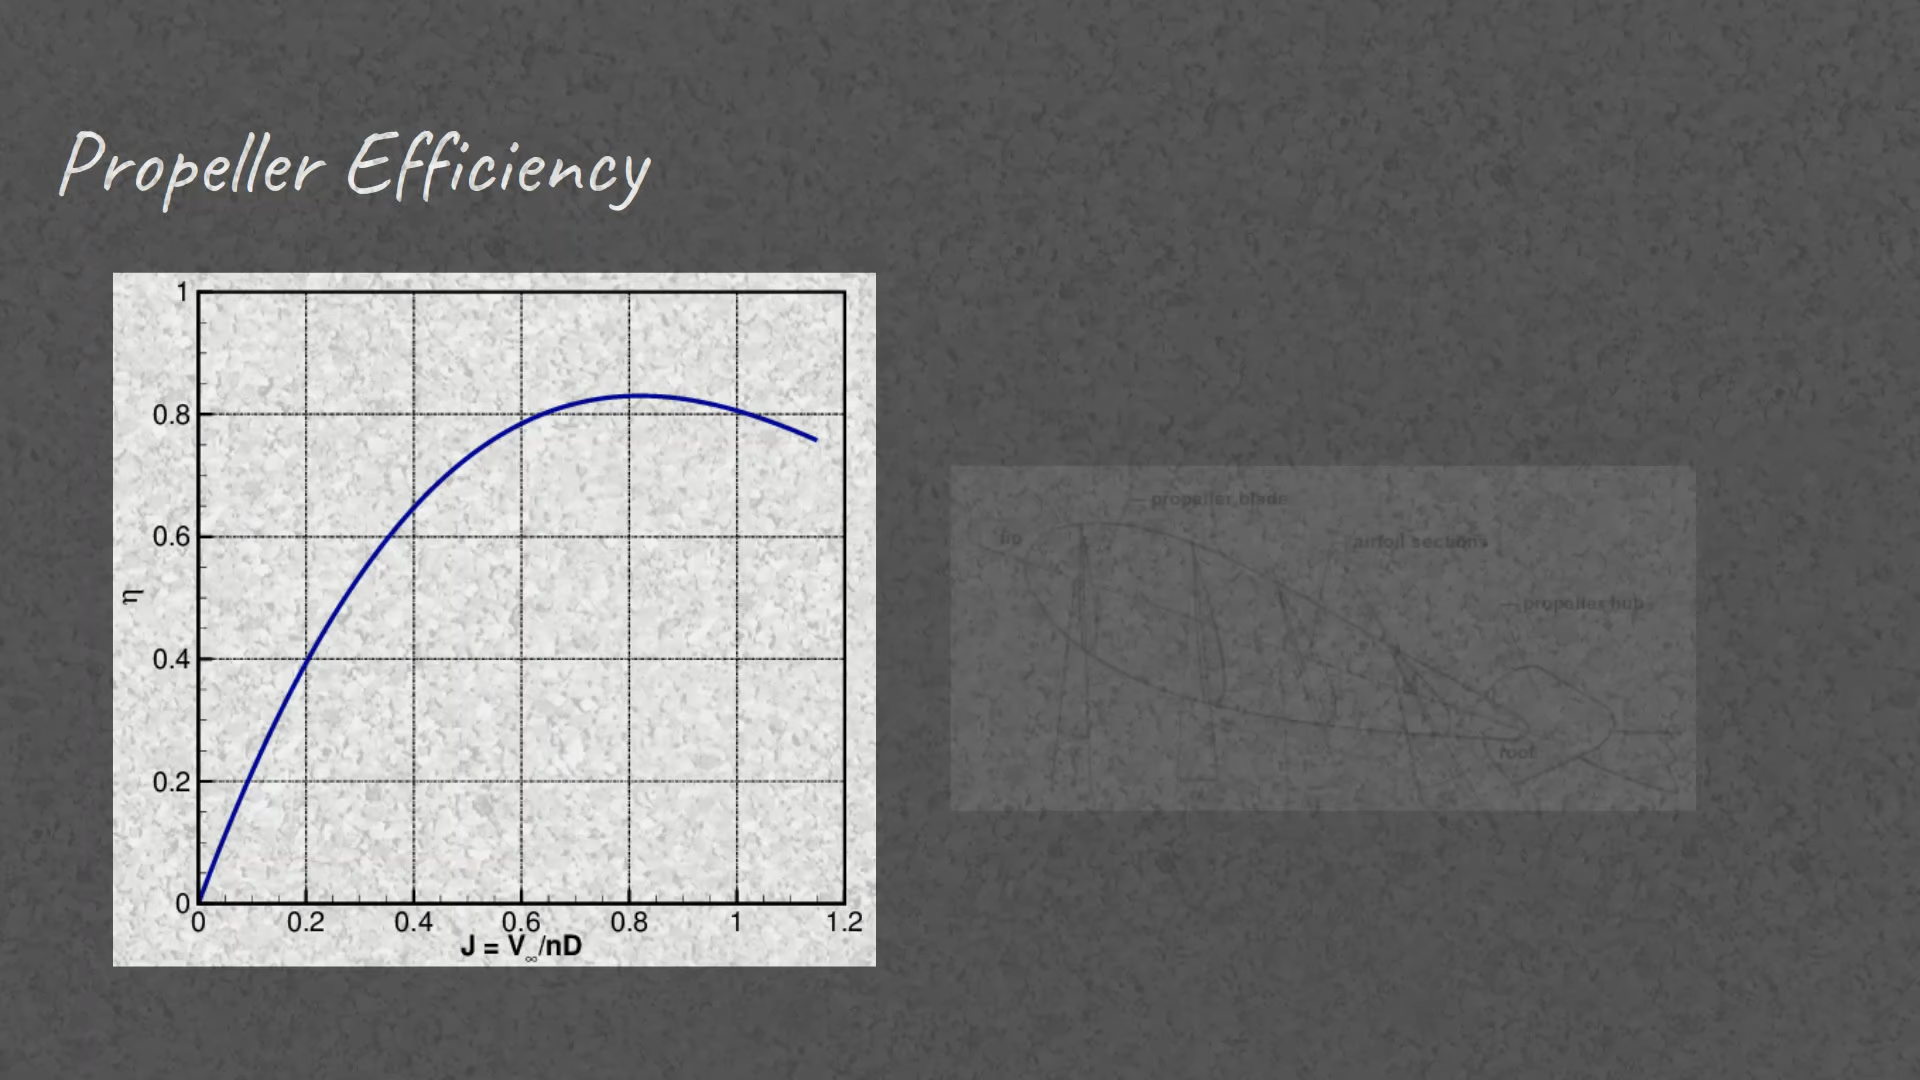 Propeller Efficiency
1
0.8
0.6
0.4
0.2
0
η
0 0.2 0.4 0.6 0.8 1 1.2
J = V∞/nD
propeller blade
tip
airfoil sections
propeller hub
root